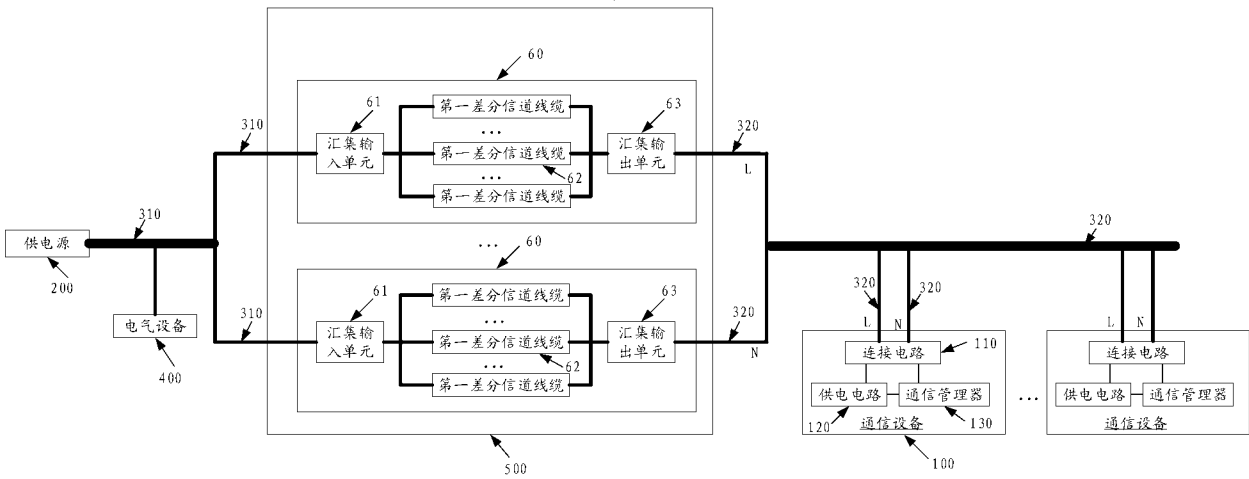 60
61
第一差分信道线缆
63
310
...
320
汇集输
入单元
第一差分信道线缆
汇集输
出单元
L
...
62
第一差分信道线缆
310
供电源
200
...
60
320
电气设备
400
310
61
第一差分信道线缆
63
320
...
汇集输
入单元
第一差分信道线缆
汇集输
出单元
N
...
62
第一差分信道线缆
500
320
320
L
N
连接电路
110
供电电路
通信管理器
120
通信设备
130
100
...
L
N
连接电路
供电电路
通信管理器
通信设备